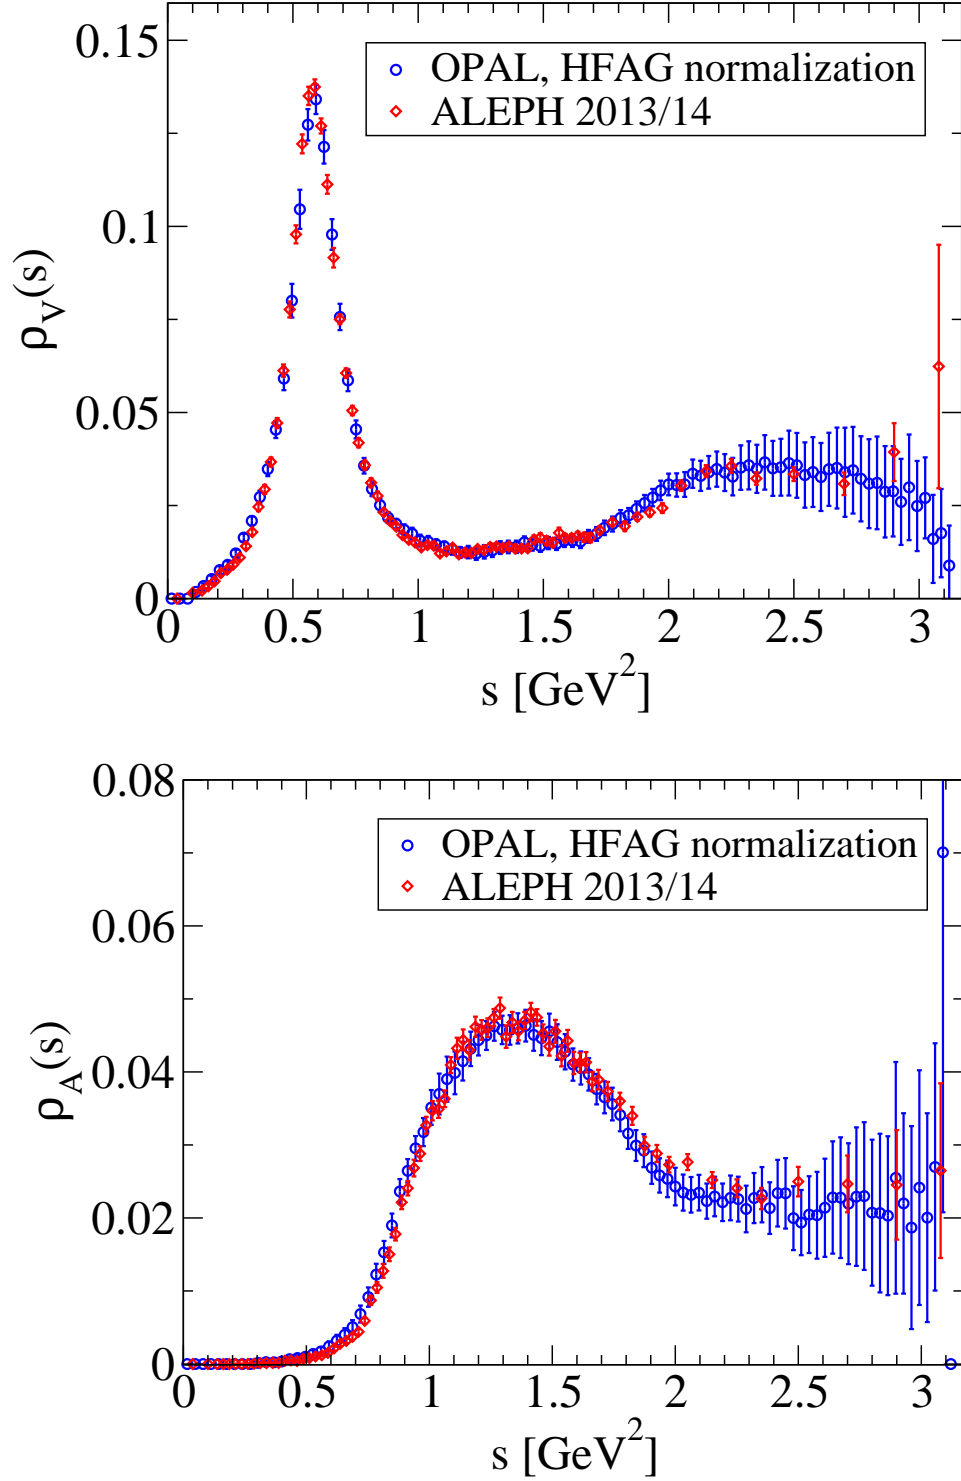 0.15
OPAL, HFAG normalization
ALEPH 2013/14
0.1
ρ_V(s)
0.05
0
0 0.5 1 1.5 2 2.5 3
s [GeV²]
0.08
OPAL, HFAG normalization
ALEPH 2013/14
0.06
ρ_A(s)
0.04
0.02
0
0 0.5 1 1.5 2 2.5 3
s [GeV²]